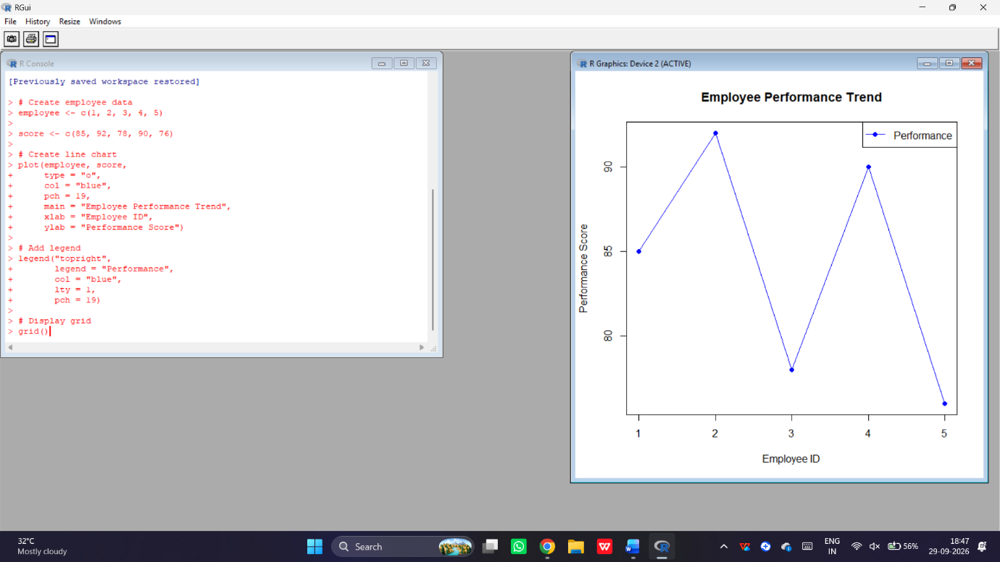 RGui
File History Resize Windows
R Console
[Previously saved workspace restored]
> # Create employee data
> employee <- c(1, 2, 3, 4, 5)
>
> score <- c(85, 92, 78, 90, 76)
>
> # Create line chart
> plot(employee, score,
+      type = "o",
+      col = "blue",
+      pch = 19,
+      main = "Employee Performance Trend",
+      xlab = "Employee ID",
+      ylab = "Performance Score")
>
> # Add legend
> legend("topright",
+        legend = "Performance",
+        col = "blue",
+        lty = 1,
+        pch = 19)
>
> # Display grid
> grid()
R Graphics: Device 2 (ACTIVE)
Employee Performance Trend
Performance
90
85
80
Performance Score
1 2 3 4 5
Employee ID
32°C
Mostly cloudy
Search
ENG
IN
56%
18:47
29-09-2026